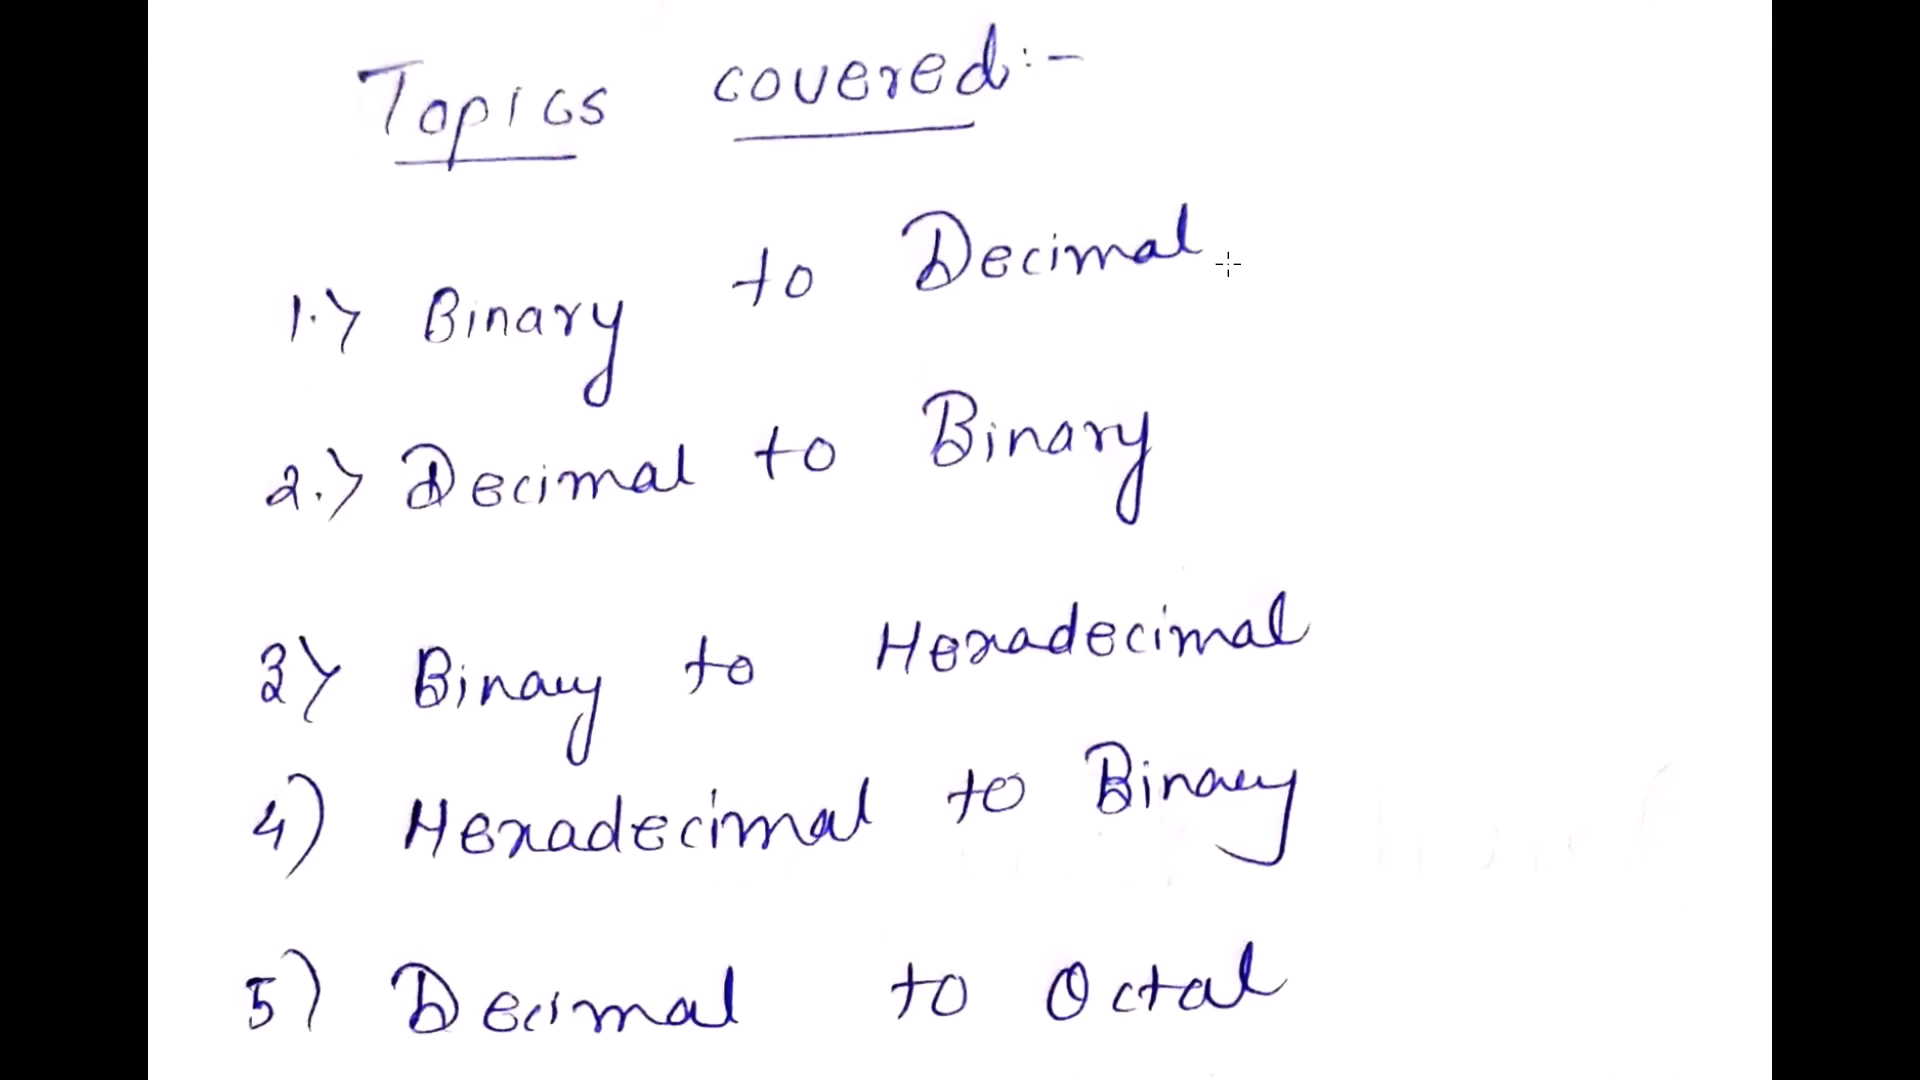 Topics covered:-
1.> Binary to Decimal
2.> Decimal to Binary
3> Binary to Hexadecimal
4) Hexadecimal to Binary
5) Decimal to Octal